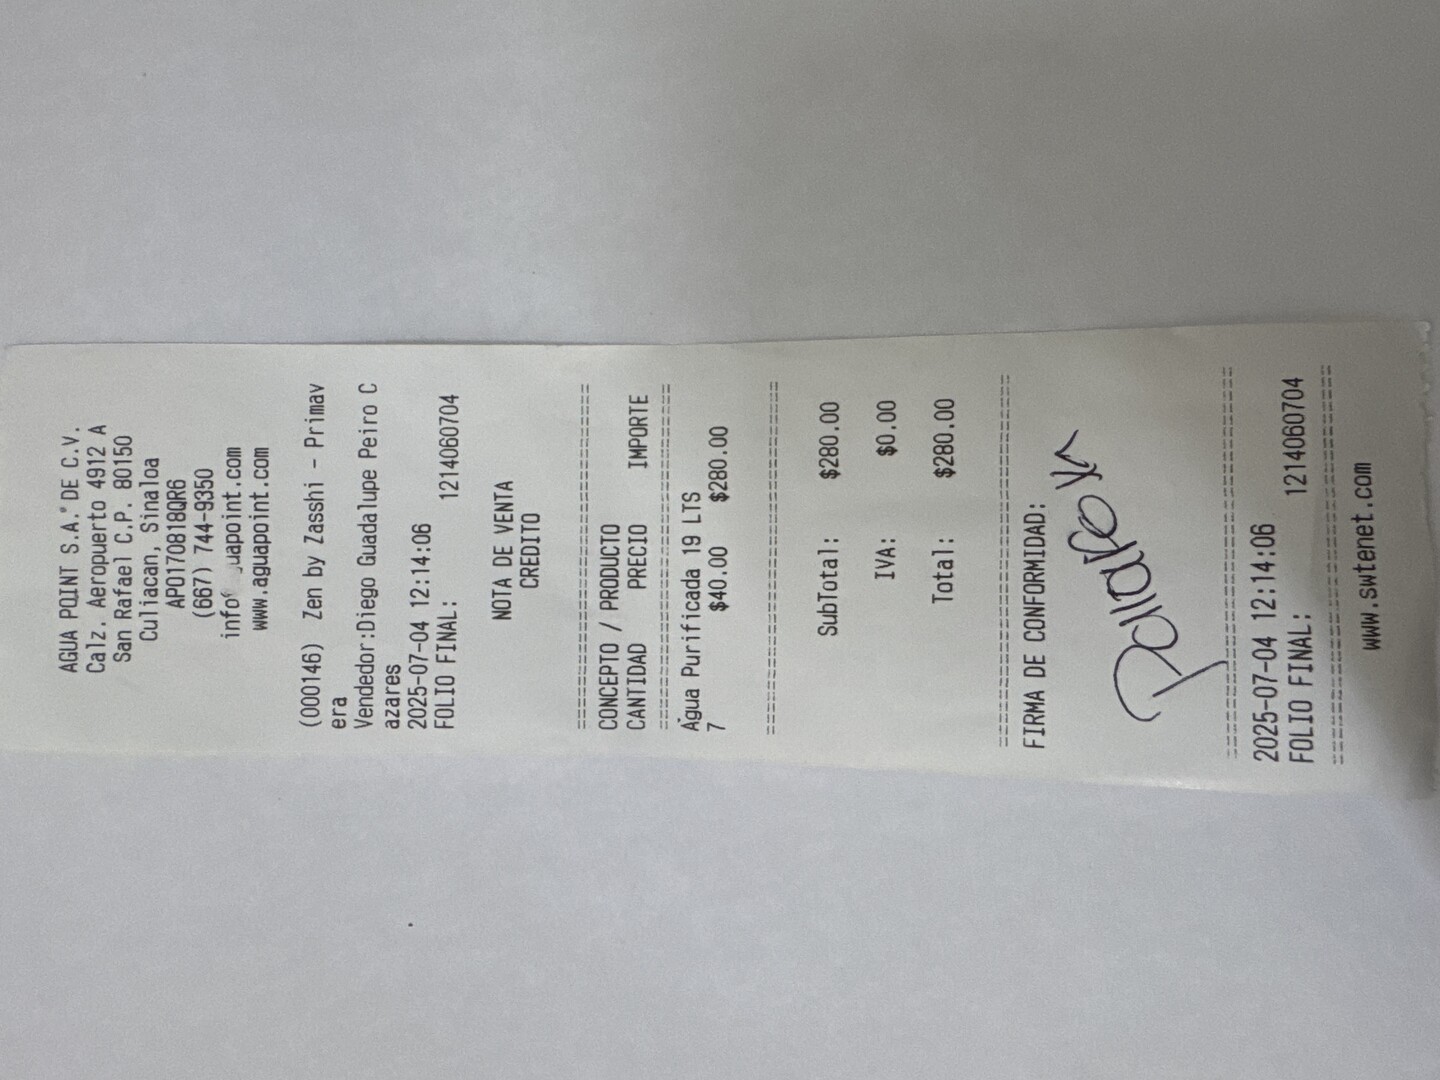 AGUA POINT S.A. DE C.V.
Calz. Aeropuerto 4912 A
San Rafael C.P. 80150
Culiacan, Sinaloa
APO170818QR6
(667) 744-9350
www.aguapoint.com
(000146) Zen by Zasshi - Primav
era
Vendedor:Diego Guadalupe Peiro C
azares
2025-07-04 12:14:06
FOLIO FINAL: 1214060704
NOTA DE VENTA
CREDITO
================================
CONCEPTO / PRODUCTO
CANTIDAD PRECIO IMPORTE
================================
Agua Purificada 19 LTS
7 $40.00 $280.00
================================
SubTotal: $280.00
IVA: $0.00
Total: $280.00
================================
FIRMA DE CONFORMIDAD:
================================
2025-07-04 12:14:06
FOLIO FINAL: 1214060704
================================
www.swtenet.com